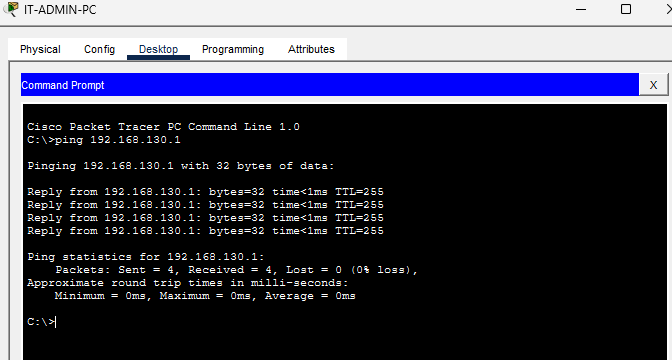 IT-ADMIN-PC
Physical Config Desktop Programming Attributes
Command Prompt X
Cisco Packet Tracer PC Command Line 1.0
C:\>ping 192.168.130.1
Pinging 192.168.130.1 with 32 bytes of data:
Reply from 192.168.130.1: bytes=32 time<1ms TTL=255
Reply from 192.168.130.1: bytes=32 time<1ms TTL=255
Reply from 192.168.130.1: bytes=32 time<1ms TTL=255
Reply from 192.168.130.1: bytes=32 time<1ms TTL=255
Ping statistics for 192.168.130.1:
    Packets: Sent = 4, Received = 4, Lost = 0 (0% loss),
Approximate round trip times in milli-seconds:
    Minimum = 0ms, Maximum = 0ms, Average = 0ms
C:\>